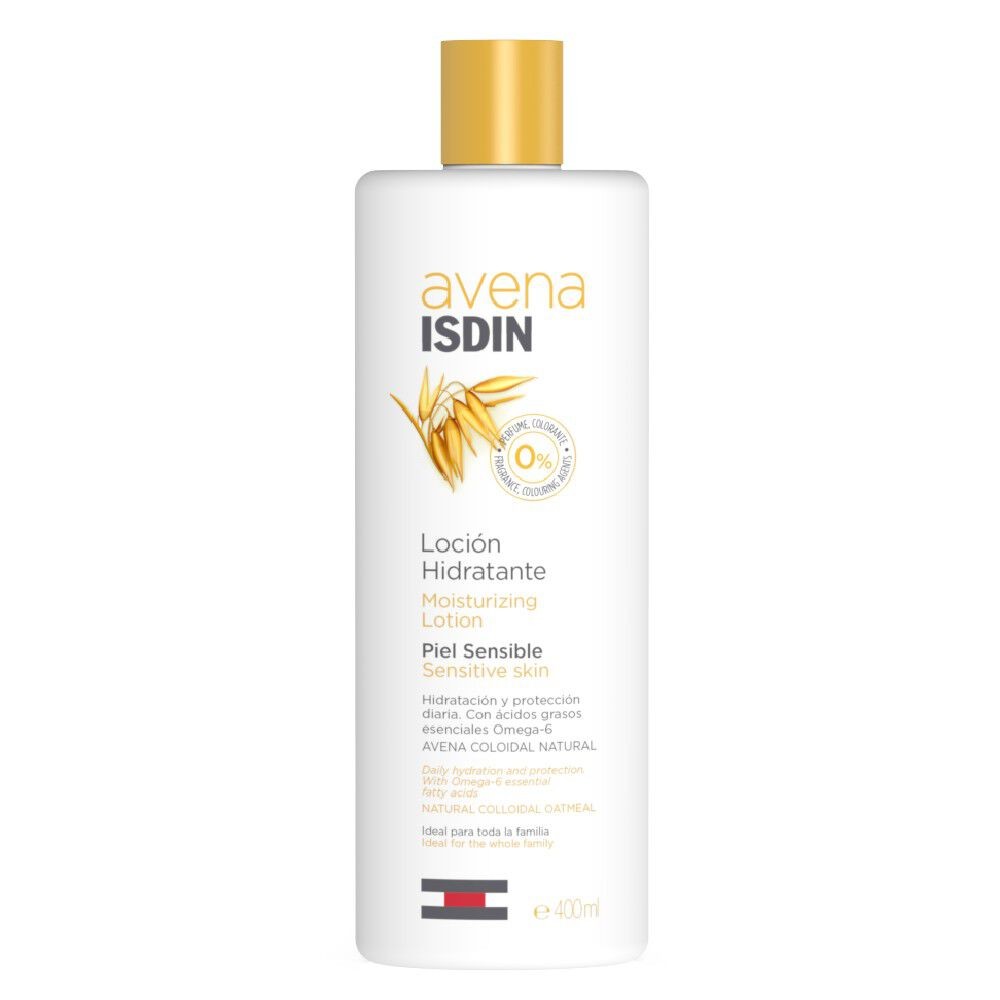 avena
ISDIN
PERFUME, COLORANTE
0%
FRAGRANCE, COLOURING AGENTS
Loción
Hidratante
Moisturizing
Lotion
Piel Sensible
Sensitive skin
Hidratación y protección
diaria. Con ácidos grasos
esenciales Omega-6
AVENA COLOIDAL NATURAL
Daily hydration and protection.
With Omega-6 essential
fatty acids
NATURAL COLLOIDAL OATMEAL
Ideal para toda la familia
Ideal for the whole family
℮ 400ml